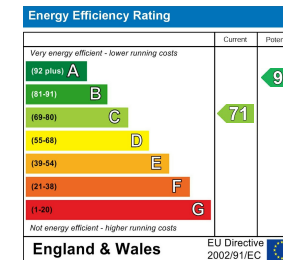 Energy Efficiency Rating
Current
Very energy efficient - lower running costs
(92 plus) A
(81-91) B
(69-80) C
71
(55-68) D
(39-54) E
(21-38) F
(1-20) G
Not energy efficient - higher running costs
England & Wales
EU Directive
2002/91/EC